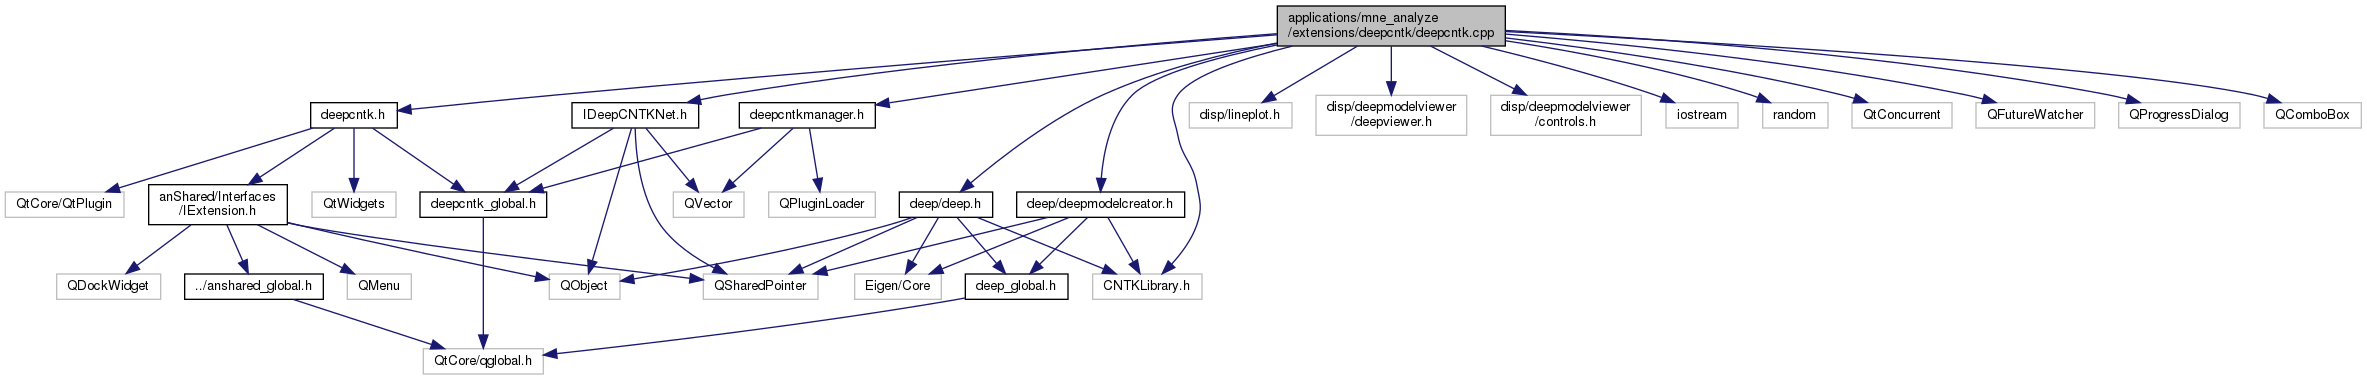 applications/mne_analyze
/extensions/deepcntk/deepcntk.cpp
deepcntk.h
IDeepCNTKNet.h
deepcntkmanager.h
disp/lineplot.h
disp/deepmodelviewer
/deepviewer.h
disp/deepmodelviewer
/controls.h
iostream
random
QtConcurrent
QFutureWatcher
QProgressDialog
QComboBox
QtCore/QtPlugin
anShared/Interfaces
/IExtension.h
QtWidgets
deepcntk_global.h
QVector
QPluginLoader
deep/deep.h
deep/deepmodelcreator.h
QDockWidget
../anshared_global.h
QMenu
QObject
QSharedPointer
Eigen/Core
deep_global.h
CNTKLibrary.h
QtCore/qglobal.h